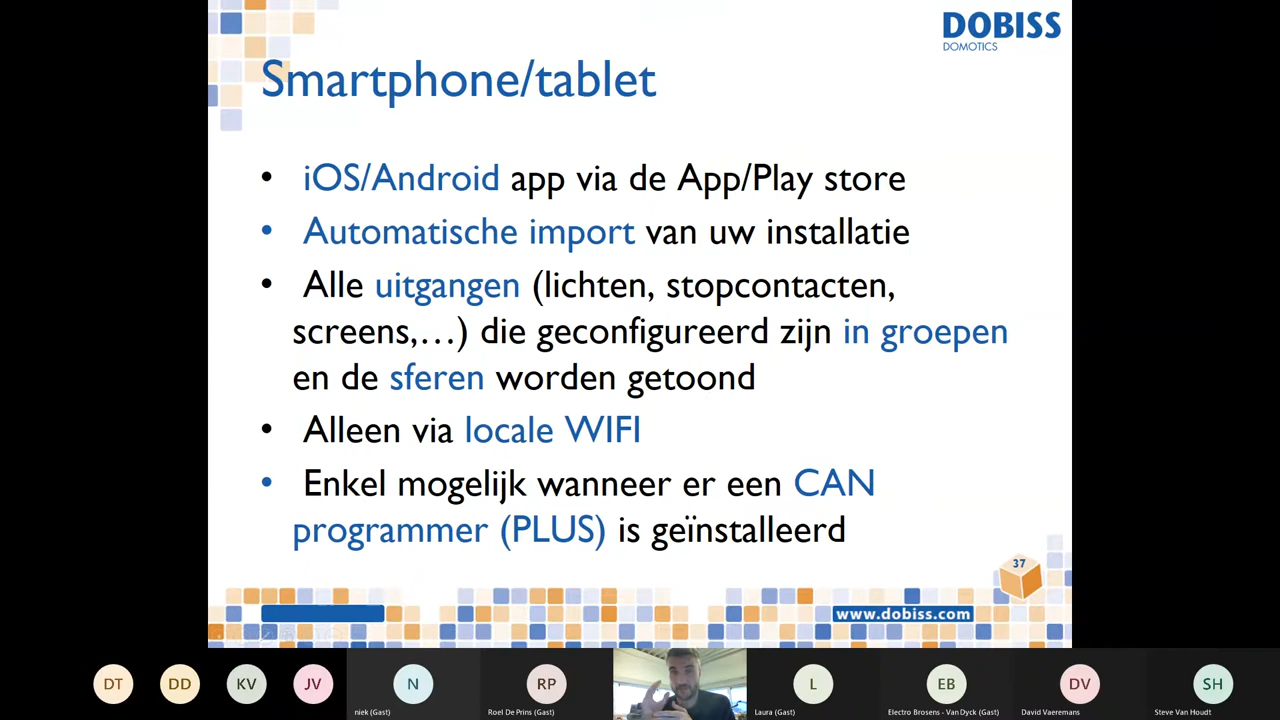 DOBISS
DOMOTICS
Smartphone/tablet
• iOS/Android app via de App/Play store
• Automatische import van uw installatie
• Alle uitgangen (lichten, stopcontacten,
screens,…) die geconfigureerd zijn in groepen
en de sferen worden getoond
• Alleen via locale WIFI
• Enkel mogelijk wanneer er een CAN
programmer (PLUS) is geïnstalleerd
37
www.dobiss.com
DT DD KV JV N RP L EB DV SH
niek (Gast) Roel De Prins (Gast) Laura (Gast) Electro Brosens - Van Dyck (Gast) David Vaeremans Steve Van Houdt